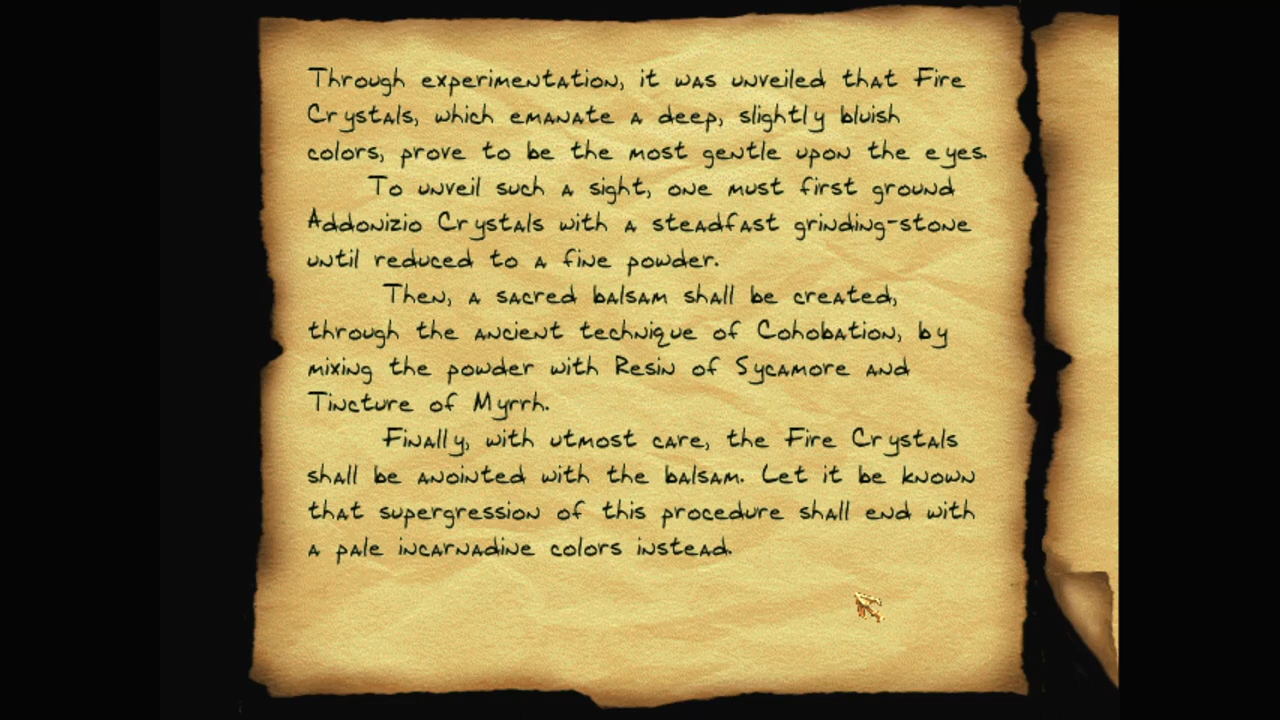 Through experimentation, it was unveiled that Fire
Crystals, which emanate a deep, slightly bluish
colors, prove to be the most gentle upon the eyes.
To unveil such a sight, one must first ground
Addonizio Crystals with a steadfast grinding-stone
until reduced to a fine powder.
Then, a sacred balsam shall be created,
through the ancient technique of Cohobation, by
mixing the powder with Resin of Sycamore and
Tincture of Myrrh.
Finally, with utmost care, the Fire Crystals
shall be anointed with the balsam. Let it be known
that supergression of this procedure shall end with
a pale incarnadine colors instead.